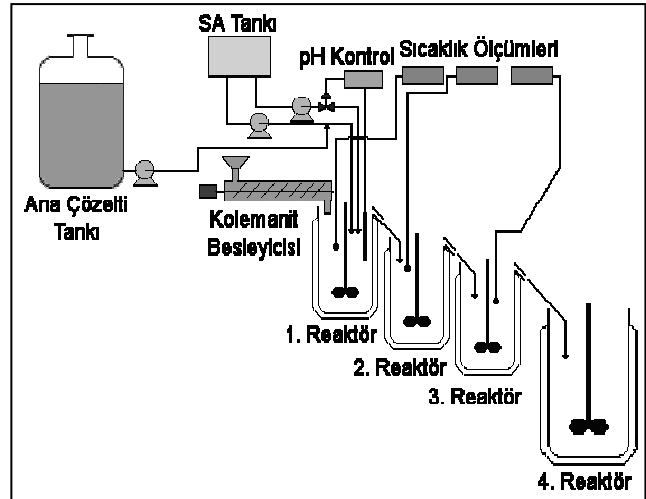 SA Tankı
pH Kontrol
Sıcaklık Ölçümleri
Ana Çözelti
Tankı
Kolemanit
Besleyicisi
1. Reaktör
2. Reaktör
3. Reaktör
4. Reaktör